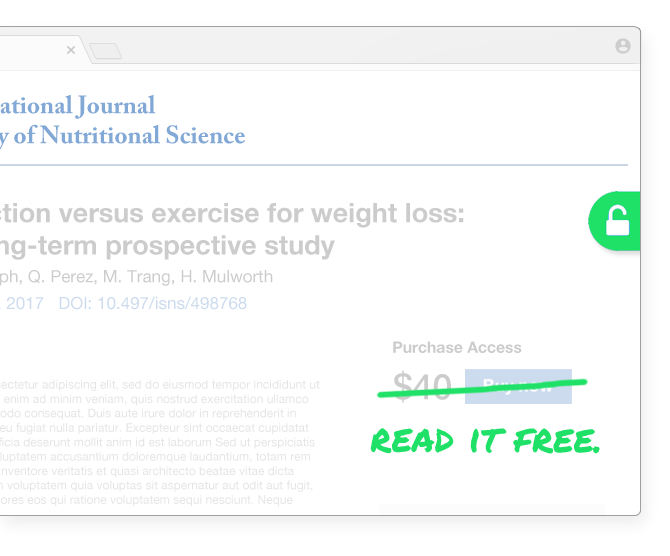 ational Journal
y of Nutritional Science
ction versus exercise for weight loss:
ng-term prospective study
ph, Q. Perez, M. Trang, H. Mulworth
2017 DOI: 10.497/isns/498768
Purchase Access
$40 Buy now
READ IT FREE.
sectetur adipiscing elit, sed do eiusmod tempor incididunt ut
enim ad minim veniam, quis nostrud exercitation ullamco
odo consequat. Duis aute irure dolor in reprehenderit in
eu fugiat nulla pariatur. Excepteur sint occaecat cupidatat
ficia deserunt mollit anim id est laborum Sed ut perspiciatis
luptatem accusantium doloremque laudantium, totam rem
inventore veritatis et quasi architecto beatae vitae dicta
voluptatem quia voluptas sit aspernatur aut odit aut fugit,
ores eos qui ratione voluptatem sequi nesciunt. Neque